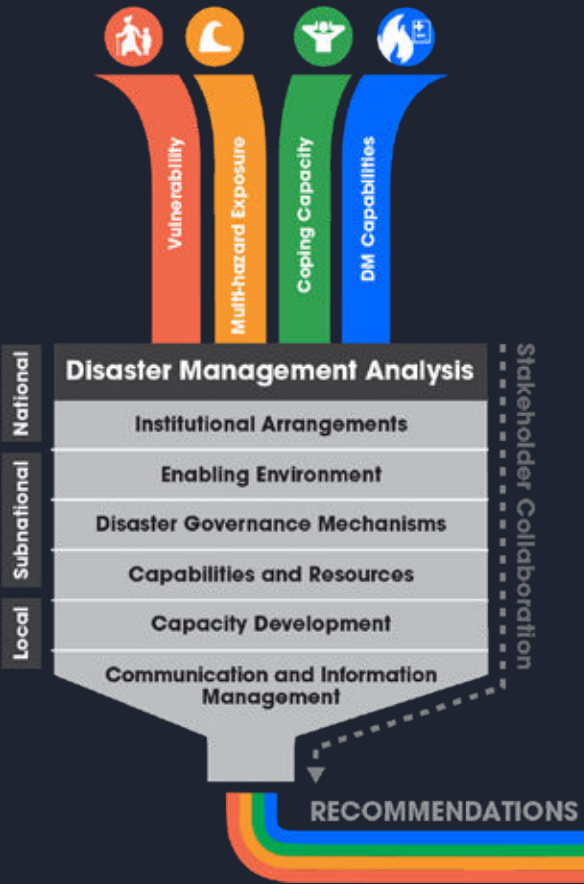 Vulnerability
Multi-hazard Exposure
Coping Capacity
DM Capabilities
Disaster Management Analysis
National
Subnational
Local
Institutional Arrangements
Enabling Environment
Disaster Governance Mechanisms
Capabilities and Resources
Capacity Development
Communication and Information
Management
Stakeholder Collaboration
RECOMMENDATIONS